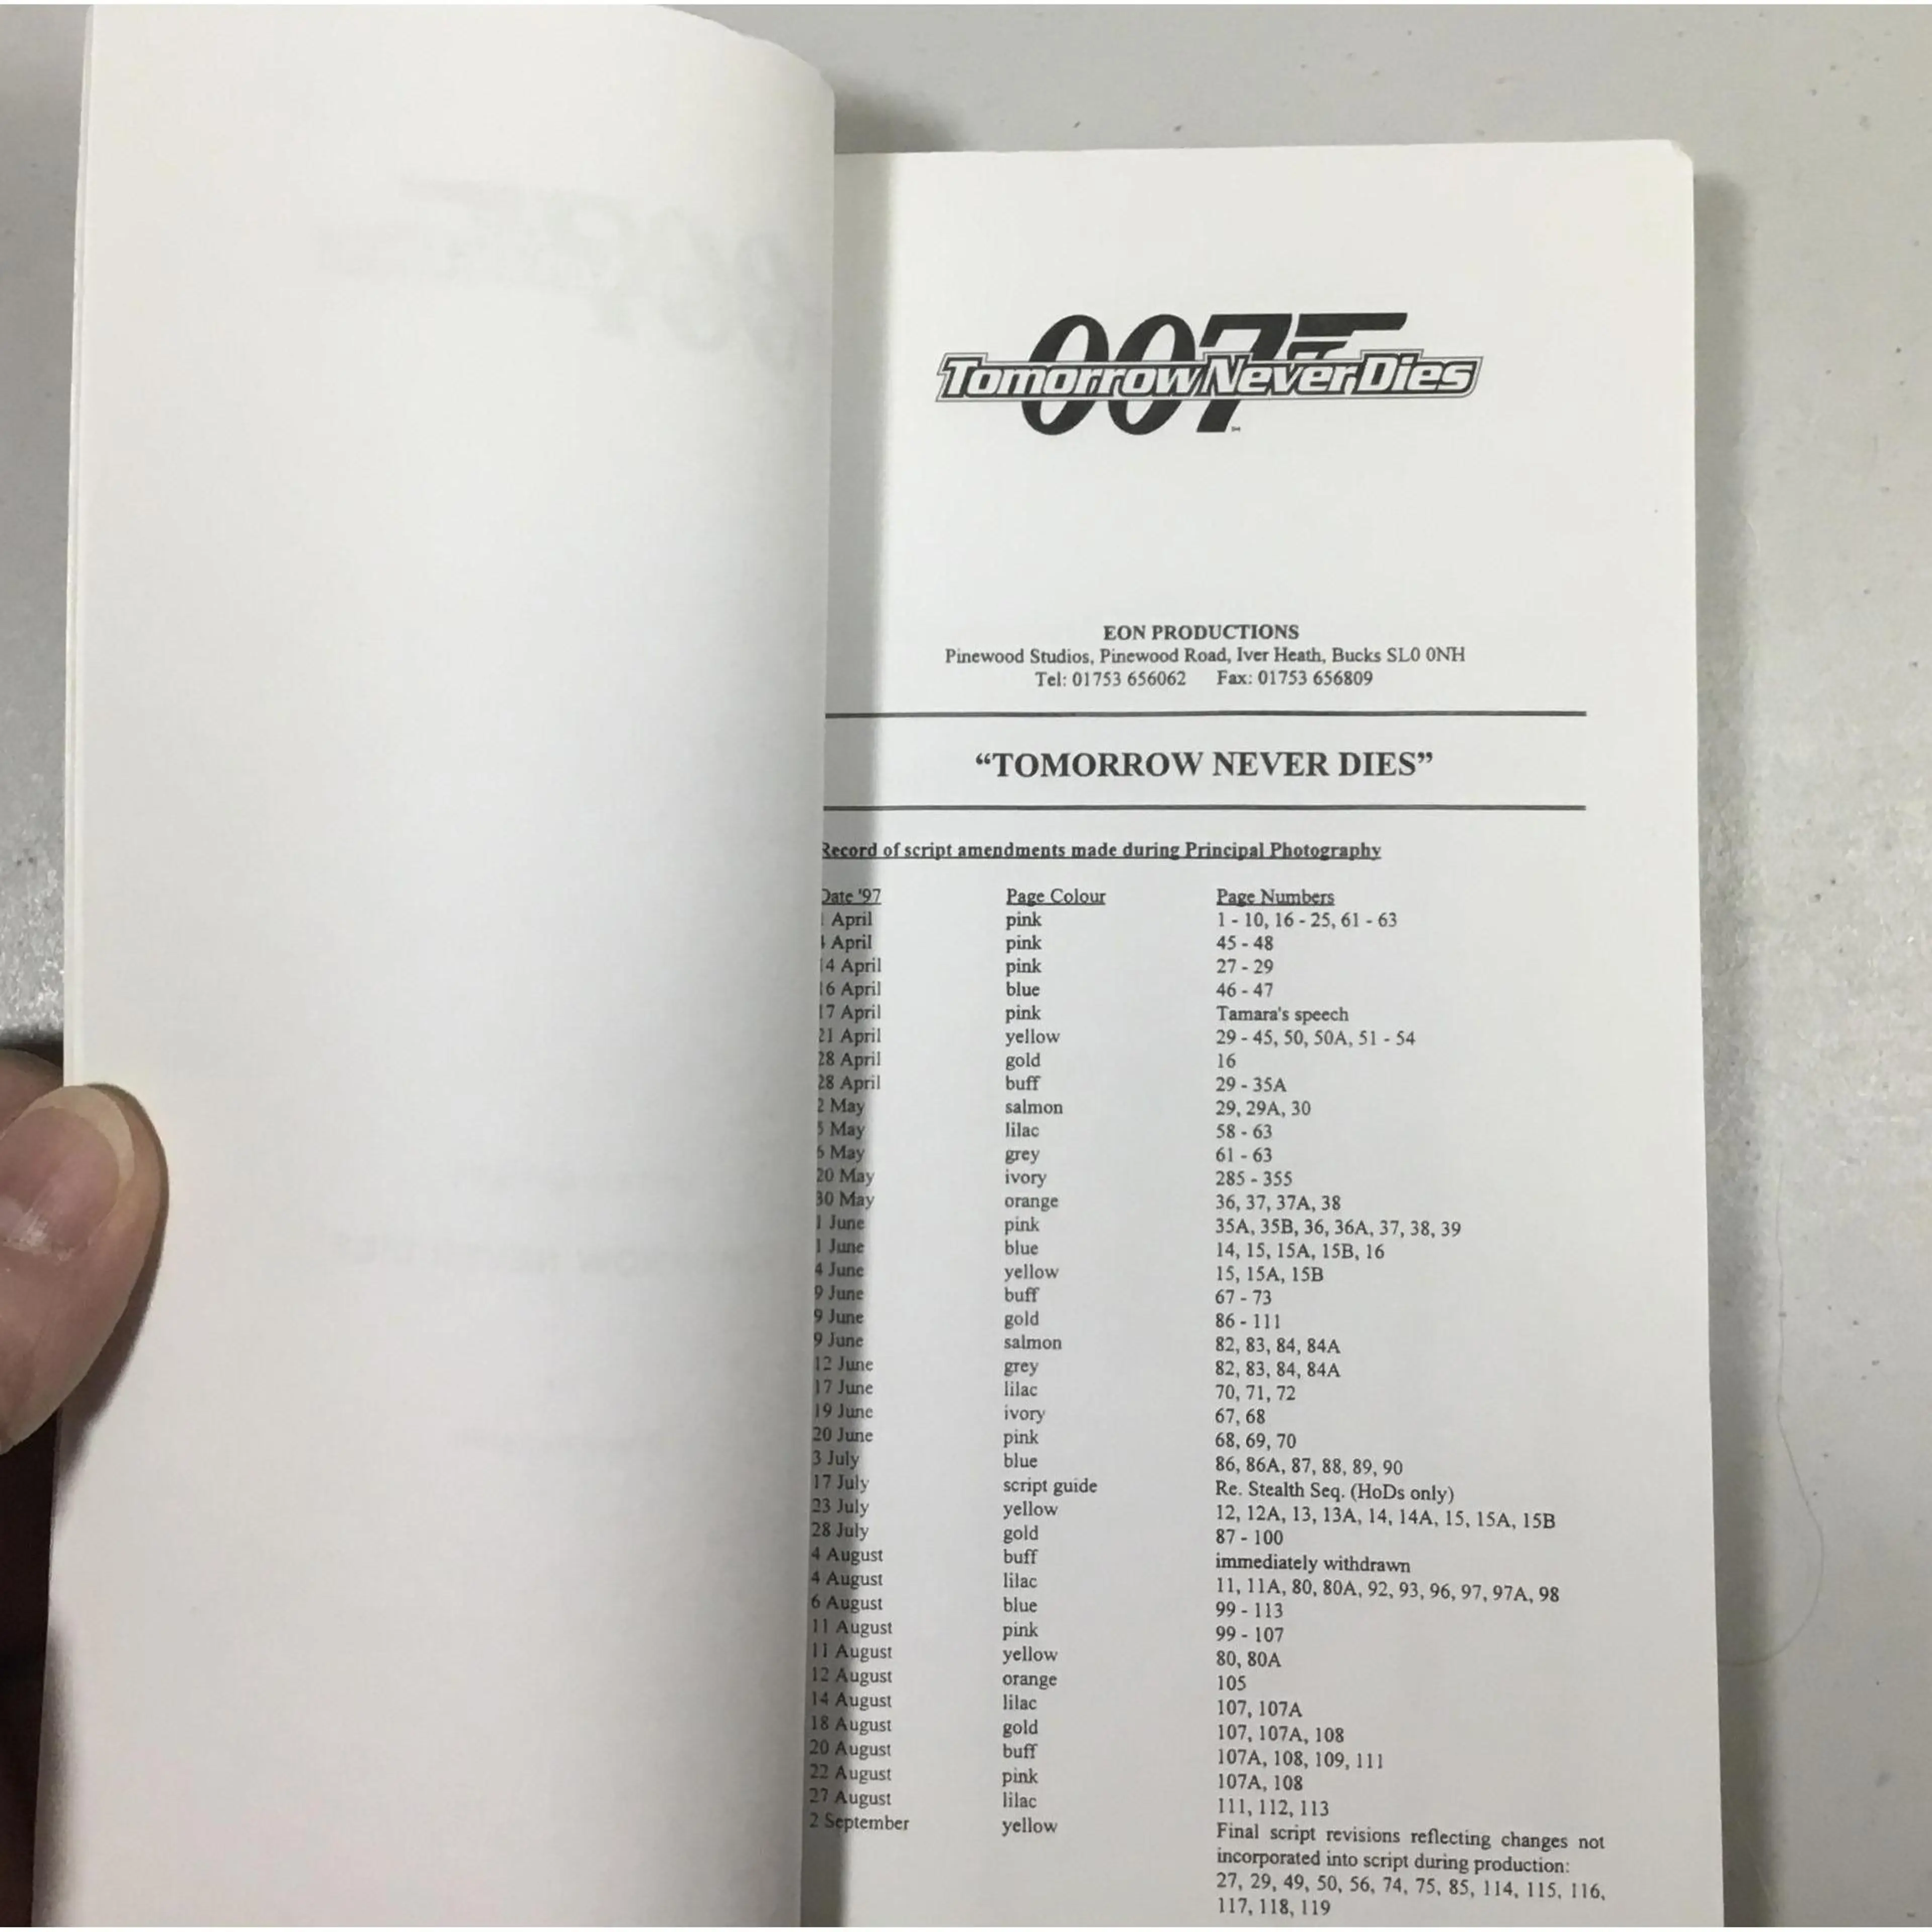 007
Tomorrow Never Dies
EON PRODUCTIONS
Pinewood Studios, Pinewood Road, Iver Heath, Bucks SL0 0NH
Tel: 01753 656062 Fax: 01753 656809
“TOMORROW NEVER DIES”
Record of script amendments made during Principal Photography
Date '97 Page Colour Page Numbers
April pink 1 - 10, 16 - 25, 61 - 63
April pink 45 - 48
14 April pink 27 - 29
16 April blue 46 - 47
17 April pink Tamara's speech
21 April yellow 29 - 45, 50, 50A, 51 - 54
28 April gold 16
28 April buff 29 - 35A
2 May salmon 29, 29A, 30
5 May lilac 58 - 63
6 May grey 61 - 63
20 May ivory 285 - 355
30 May orange 36, 37, 37A, 38
1 June pink 35A, 35B, 36, 36A, 37, 38, 39
1 June blue 14, 15, 15A, 15B, 16
4 June yellow 15, 15A, 15B
9 June buff 67 - 73
9 June gold 86 - 111
9 June salmon 82, 83, 84, 84A
12 June grey 82, 83, 84, 84A
17 June lilac 70, 71, 72
19 June ivory 67, 68
20 June pink 68, 69, 70
3 July blue 86, 86A, 87, 88, 89, 90
17 July script guide Re. Stealth Seq. (HoDs only)
23 July yellow 12, 12A, 13, 13A, 14, 14A, 15, 15A, 15B
28 July gold 87 - 100
4 August buff immediately withdrawn
4 August lilac 11, 11A, 80, 80A, 92, 93, 96, 97, 97A, 98
6 August blue 99 - 113
11 August pink 99 - 107
11 August yellow 80, 80A
12 August orange 105
14 August lilac 107, 107A
18 August gold 107, 107A, 108
20 August buff 107A, 108, 109, 111
22 August pink 107A, 108
27 August lilac 111, 112, 113
2 September yellow Final script revisions reflecting changes not
incorporated into script during production:
27, 29, 49, 50, 56, 74, 75, 85, 114, 115, 116,
117, 118, 119